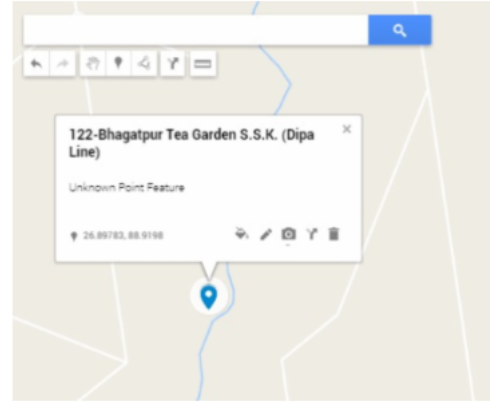 122-Bhagatpur Tea Garden S.S.K. (Dipa
Line)
Unknown Point Feature
26.89783, 88.9198